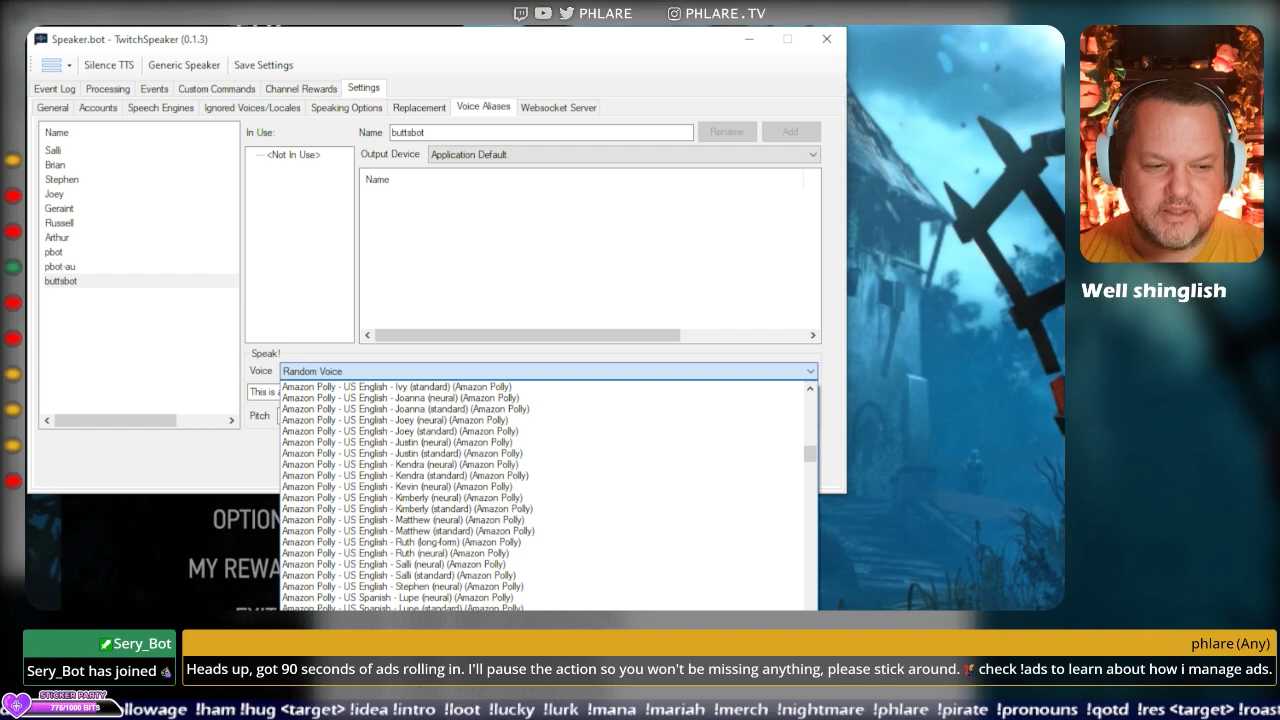 PHLARE PHLARE.TV
Speaker.bot - TwitchSpeaker (0.1.3)
Silence TTS Generic Speaker Save Settings
Event Log Processing Events Custom Commands Channel Rewards Settings
General Accounts Speech Engines Ignored Voices/Locales Speaking Options Replacement Voice Aliases Websocket Server
Name
Salli
Brian
Stephen
Joey
Geraint
Russell
Arthur
pbot
pbot-au
buttsbot
In Use:
<Not In Use>
Name buttsbot Rename Add
Output Device Application Default
Name
Speak!
Voice Random Voice
This is
Pitch
Amazon Polly - US English - Ivy (standard) (Amazon Polly)
Amazon Polly - US English - Joanna (neural) (Amazon Polly)
Amazon Polly - US English - Joanna (standard) (Amazon Polly)
Amazon Polly - US English - Joey (neural) (Amazon Polly)
Amazon Polly - US English - Joey (standard) (Amazon Polly)
Amazon Polly - US English - Justin (neural) (Amazon Polly)
Amazon Polly - US English - Justin (standard) (Amazon Polly)
Amazon Polly - US English - Kendra (neural) (Amazon Polly)
Amazon Polly - US English - Kendra (standard) (Amazon Polly)
Amazon Polly - US English - Kevin (neural) (Amazon Polly)
Amazon Polly - US English - Kimberly (neural) (Amazon Polly)
Amazon Polly - US English - Kimberly (standard) (Amazon Polly)
Amazon Polly - US English - Matthew (neural) (Amazon Polly)
Amazon Polly - US English - Matthew (standard) (Amazon Polly)
Amazon Polly - US English - Ruth (long-form) (Amazon Polly)
Amazon Polly - US English - Ruth (neural) (Amazon Polly)
Amazon Polly - US English - Salli (neural) (Amazon Polly)
Amazon Polly - US English - Salli (standard) (Amazon Polly)
Amazon Polly - US English - Stephen (neural) (Amazon Polly)
Amazon Polly - US Spanish - Lupe (neural) (Amazon Polly)
Amazon Polly - US Spanish - Lupe (standard) (Amazon Polly)
OPTION
MY REWA
EXIT
Well shinglish
Sery_Bot
Sery_Bot has joined
phlare (Any)
Heads up, got 90 seconds of ads rolling in. I'll pause the action so you won't be missing anything, please stick around. check !ads to learn about how i manage ads.
STICKER PARTY
775/1000 BITS
llowage !ham !hug <target> !idea !intro !loot !lucky !lurk !mana !mariah !merch !nightmare !phlare !pirate !pronouns !qotd !res <target> !roas